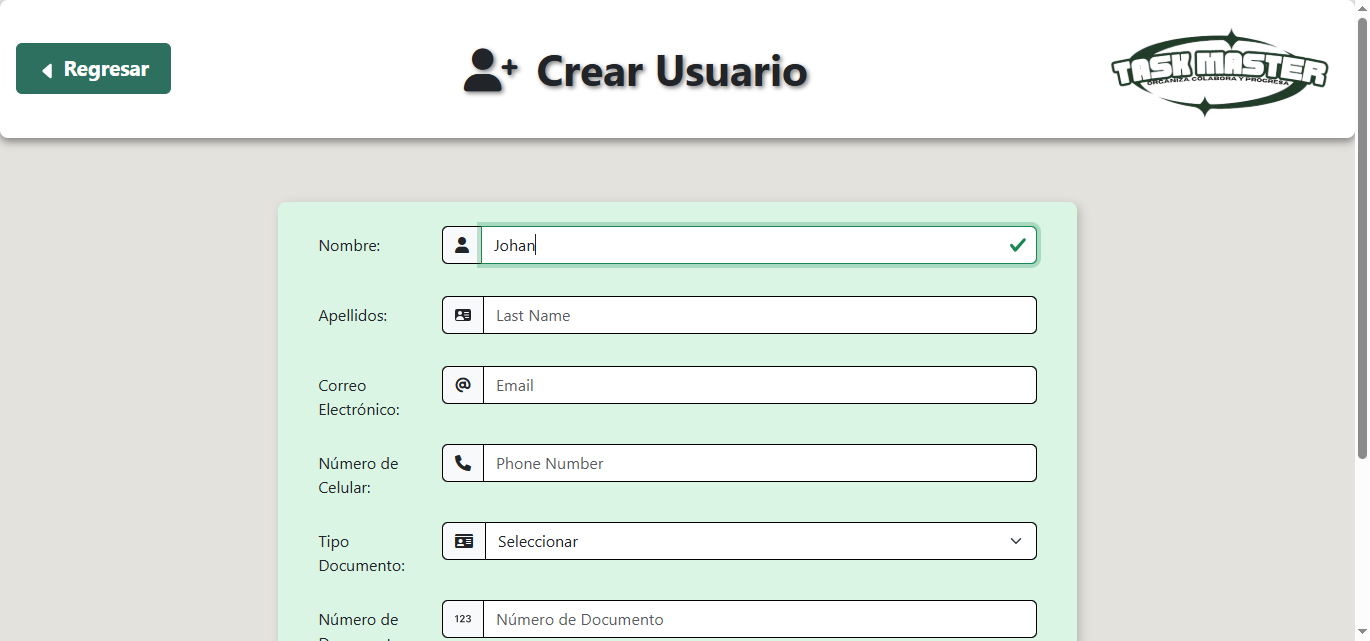 Regresar
Crear Usuario
TASK MASTER
ORGANIZA COLABORA Y PROGRESA
Nombre:
Johan
Apellidos:
Last Name
Correo
Electrónico:
Email
Número de
Celular:
Phone Number
Tipo
Documento:
Seleccionar
Número de
123
Número de Documento